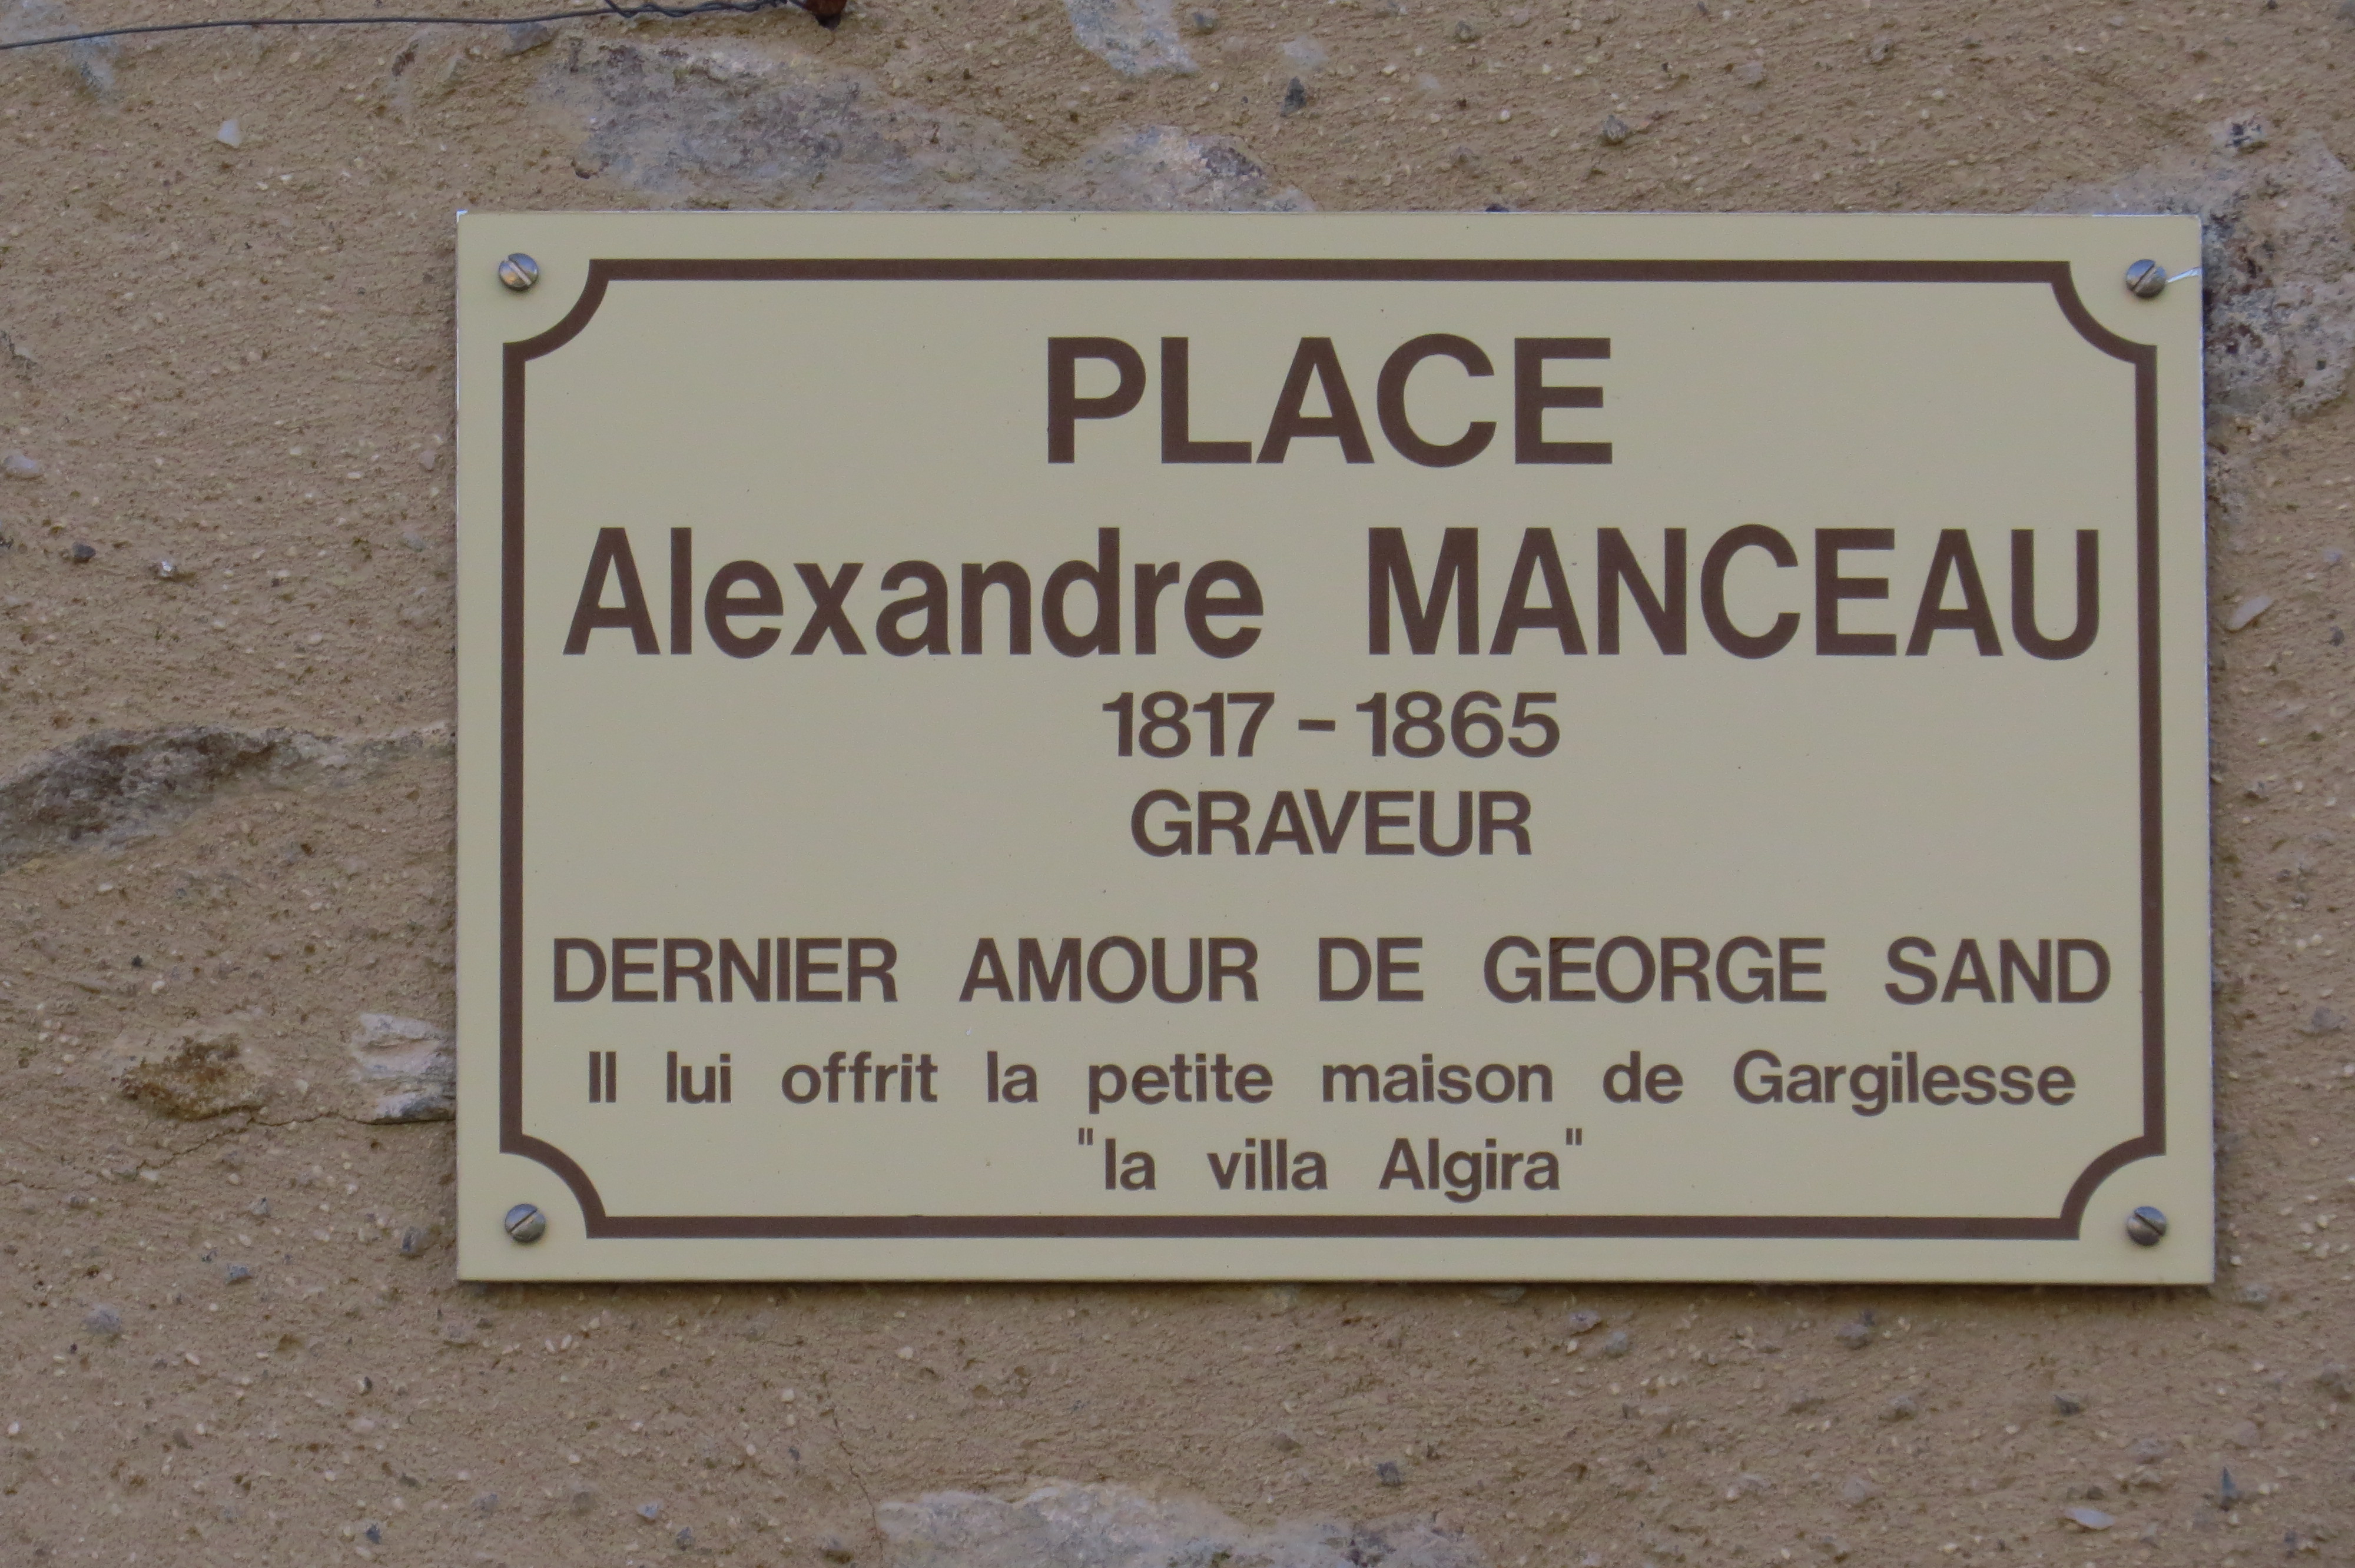 PLACE
Alexandre MANCEAU
1817 - 1865
GRAVEUR
DERNIER AMOUR DE GEORGE SAND
Il lui offrit la petite maison de Gargilesse
"la villa Algira"